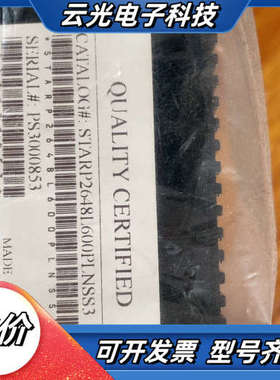 云光电子科技
QUALITY CERTIFIED
CATALOG#: STARP2648L600PLNSS3
*STARP2648L600PLNSS
SERIAL#: PS3000853
MADE
价
可开发票 型号齐